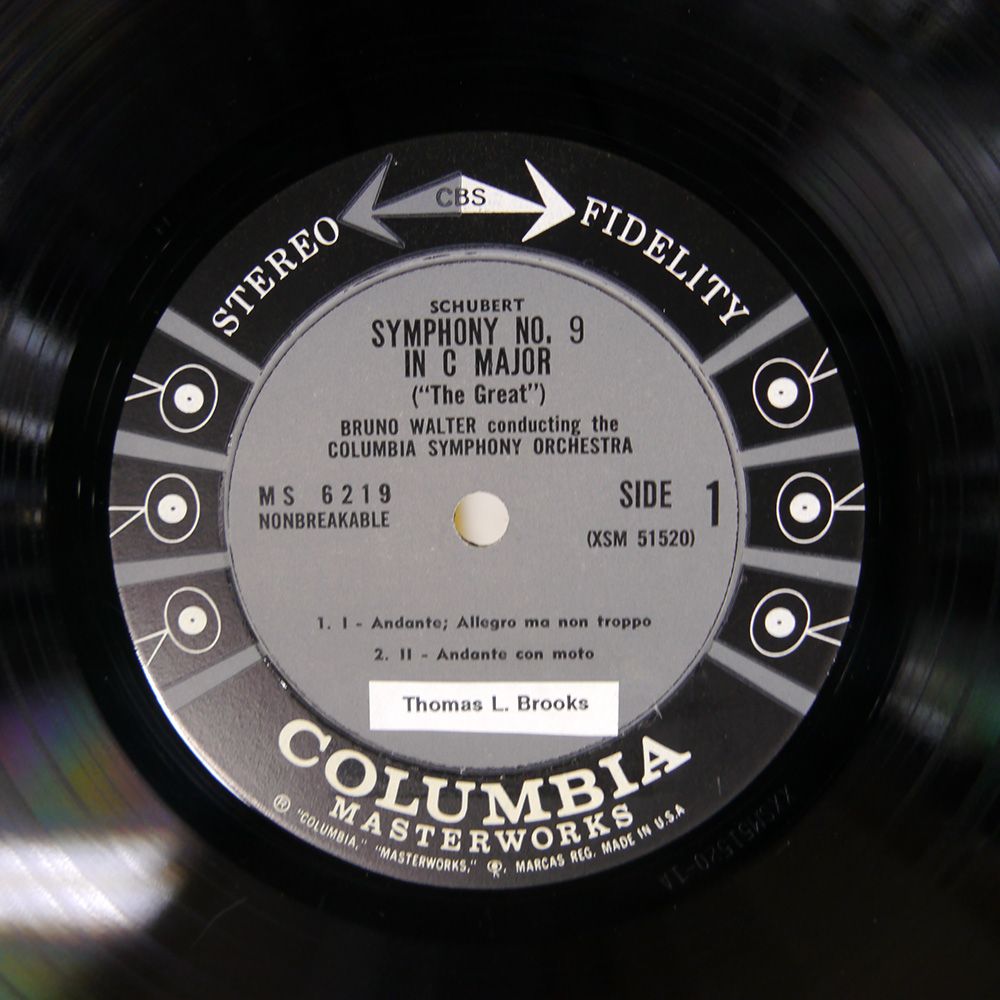 CBS
STEREO FIDELITY
SCHUBERT
SYMPHONY NO. 9
IN C MAJOR
("The Great")
BRUNO WALTER conducting the
COLUMBIA SYMPHONY ORCHESTRA
MS 6219
NONBREAKABLE
SIDE 1
(XSM 51520)
1. I - Andante; Allegro ma non troppo
2. II - Andante con moto
Thomas L. Brooks
COLUMBIA
MASTERWORKS
® "COLUMBIA," "MASTERWORKS," MARCAS REG. MADE IN U.S.A